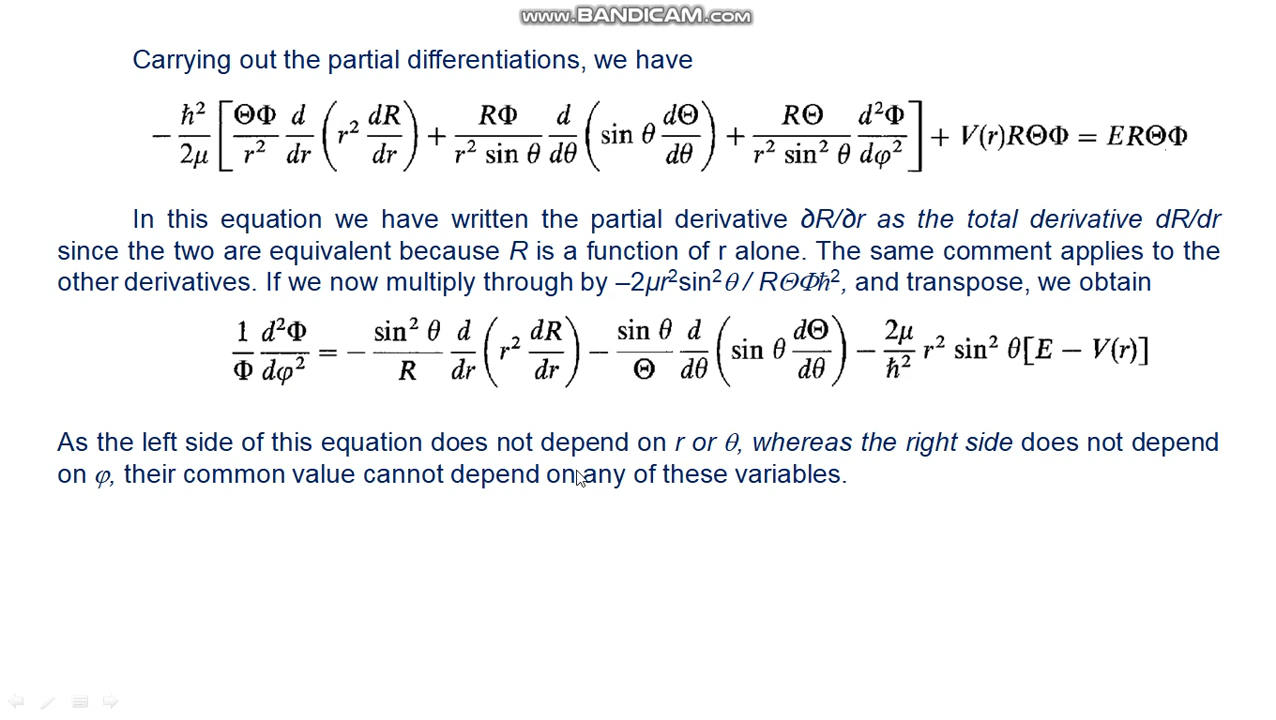 www.BANDICAM.com
Carrying out the partial differentiations, we have
− ħ²/2μ [ ΘΦ/r² d/dr (r² dR/dr) + RΦ/r² sin θ d/dθ (sin θ dΘ/dθ) + RΘ/r² sin² θ d²Φ/dφ² ] + V(r)RΘΦ = ERΘΦ
In this equation we have written the partial derivative ∂R/∂r as the total derivative dR/dr
since the two are equivalent because R is a function of r alone. The same comment applies to the
other derivatives. If we now multiply through by –2μr²sin²θ / RΘΦħ², and transpose, we obtain
1/Φ d²Φ/dφ² = − sin² θ/R d/dr (r² dR/dr) − sin θ/Θ d/dθ (sin θ dΘ/dθ) − 2μ/ħ² r² sin² θ[E − V(r)]
As the left side of this equation does not depend on r or θ, whereas the right side does not depend
on φ, their common value cannot depend on any of these variables.